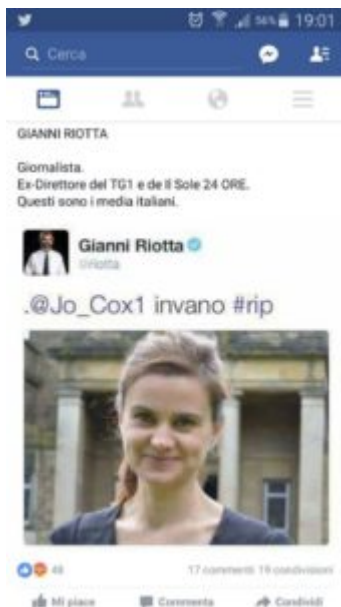 56% 19:01
Cerca
GIANNI RIOTTA
Giornalista.
Ex-Direttore del TG1 e de Il Sole 24 ORE.
Questi sono i media italiani.
Gianni Riotta
@riotta
.@Jo_Cox1 invano #rip
48
17 commenti 19 condivisioni
Mi piace
Commenta
Condividi